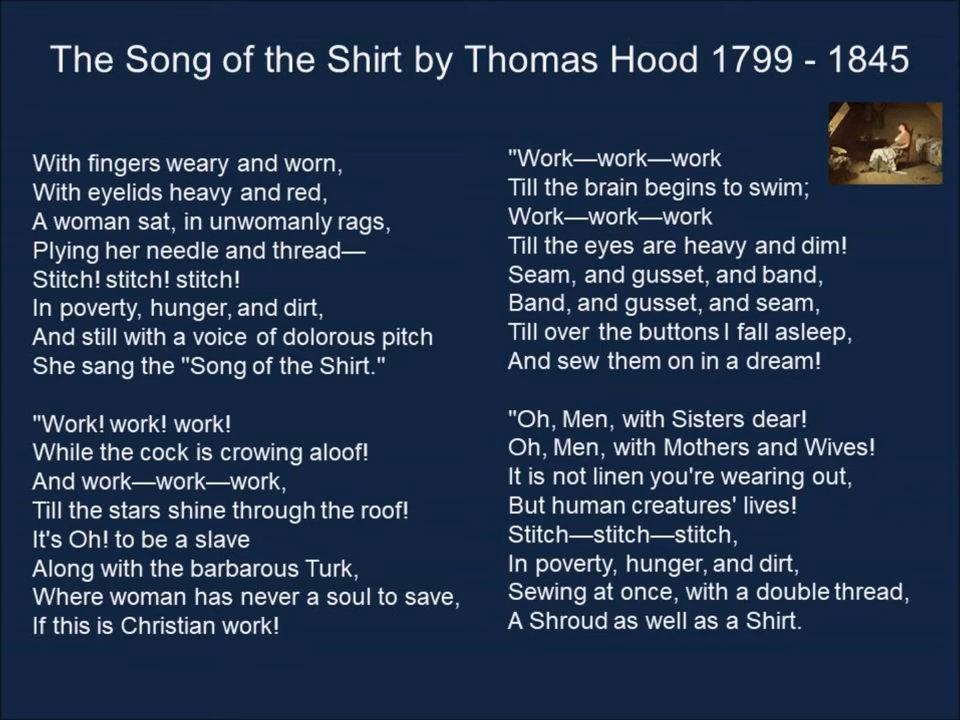 The Song of the Shirt by Thomas Hood 1799 - 1845
With fingers weary and worn,
With eyelids heavy and red,
A woman sat, in unwomanly rags,
Plying her needle and thread—
Stitch! stitch! stitch!
In poverty, hunger, and dirt,
And still with a voice of dolorous pitch
She sang the "Song of the Shirt."
"Work! work! work!
While the cock is crowing aloof!
And work—work—work,
Till the stars shine through the roof!
It's Oh! to be a slave
Along with the barbarous Turk,
Where woman has never a soul to save,
If this is Christian work!
"Work—work—work
Till the brain begins to swim;
Work—work—work
Till the eyes are heavy and dim!
Seam, and gusset, and band,
Band, and gusset, and seam,
Till over the buttons I fall asleep,
And sew them on in a dream!
"Oh, Men, with Sisters dear!
Oh, Men, with Mothers and Wives!
It is not linen you're wearing out,
But human creatures' lives!
Stitch—stitch—stitch,
In poverty, hunger, and dirt,
Sewing at once, with a double thread,
A Shroud as well as a Shirt.